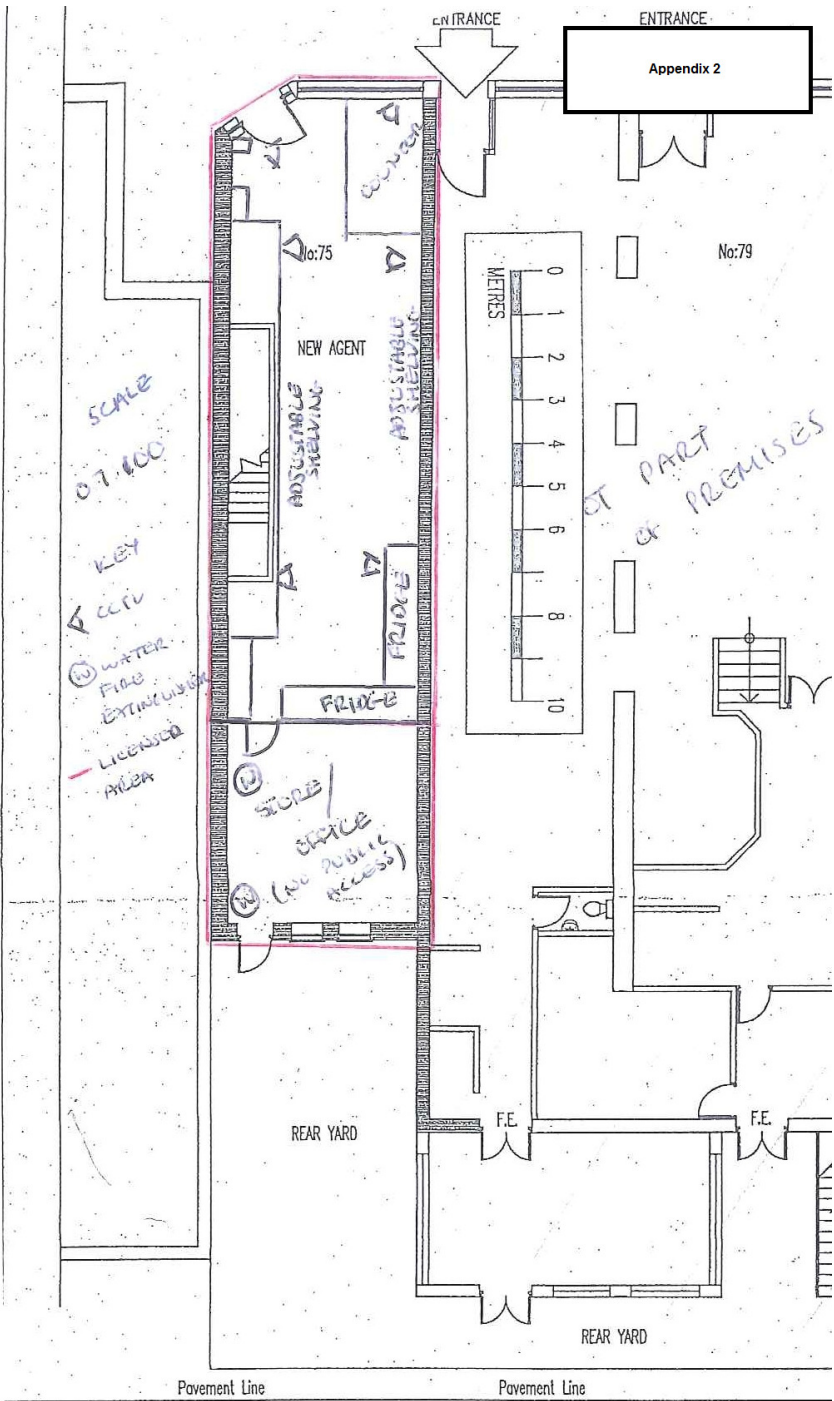 ENTRANCE
ENTRANCE
Appendix 2
COUNTER
No:75
No:79
METRES
0
1
2
3
4
5
6
8
10
NEW AGENT
ADJUSTABLE
SHELVING
ADJUSTABLE
SHELVING
OT PART
OF PREMISES
SCALE
KEY
CCTV
W WATER
FIRE
EXTINGUISHER
LICENSED
AREA
FRIDGE
FRIDGE
W
STORE/
OFFICE
(NO PUBLIC
ACCESS)
W
REAR YARD
F.E.
F.E.
REAR YARD
Pavement Line
Pavement Line